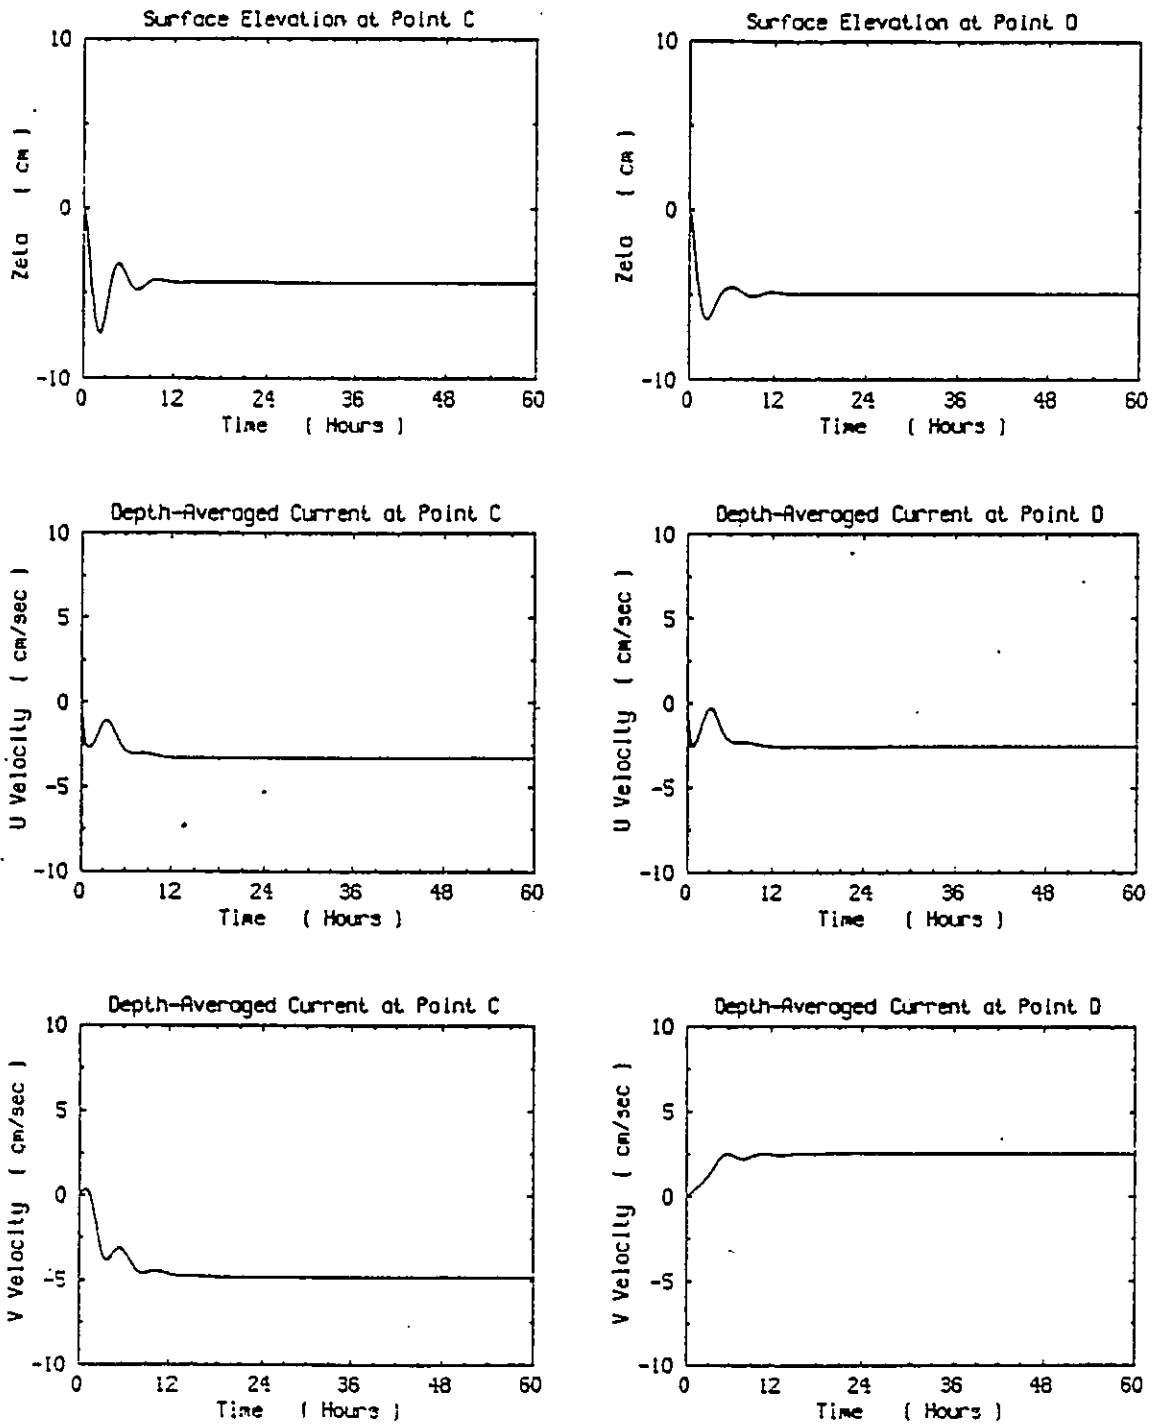 Surface Elevation at Point C
10
0
-10
Zeta ( cm )
0 12 24 36 48 60
Time ( Hours )
Surface Elevation at Point D
10
0
-10
Zeta ( cm )
0 12 24 36 48 60
Time ( Hours )
Depth-Averaged Current at Point C
10
5
0
-5
-10
U Velocity ( cm/sec )
0 12 24 36 48 60
Time ( Hours )
Depth-Averaged Current at Point D
10
5
0
-5
-10
U Velocity ( cm/sec )
0 12 24 36 48 60
Time ( Hours )
Depth-Averaged Current at Point C
10
5
0
-5
-10
V Velocity ( cm/sec )
0 12 24 36 48 60
Time ( Hours )
Depth-Averaged Current at Point D
10
5
0
-5
-10
V Velocity ( cm/sec )
0 12 24 36 48 60
Time ( Hours )